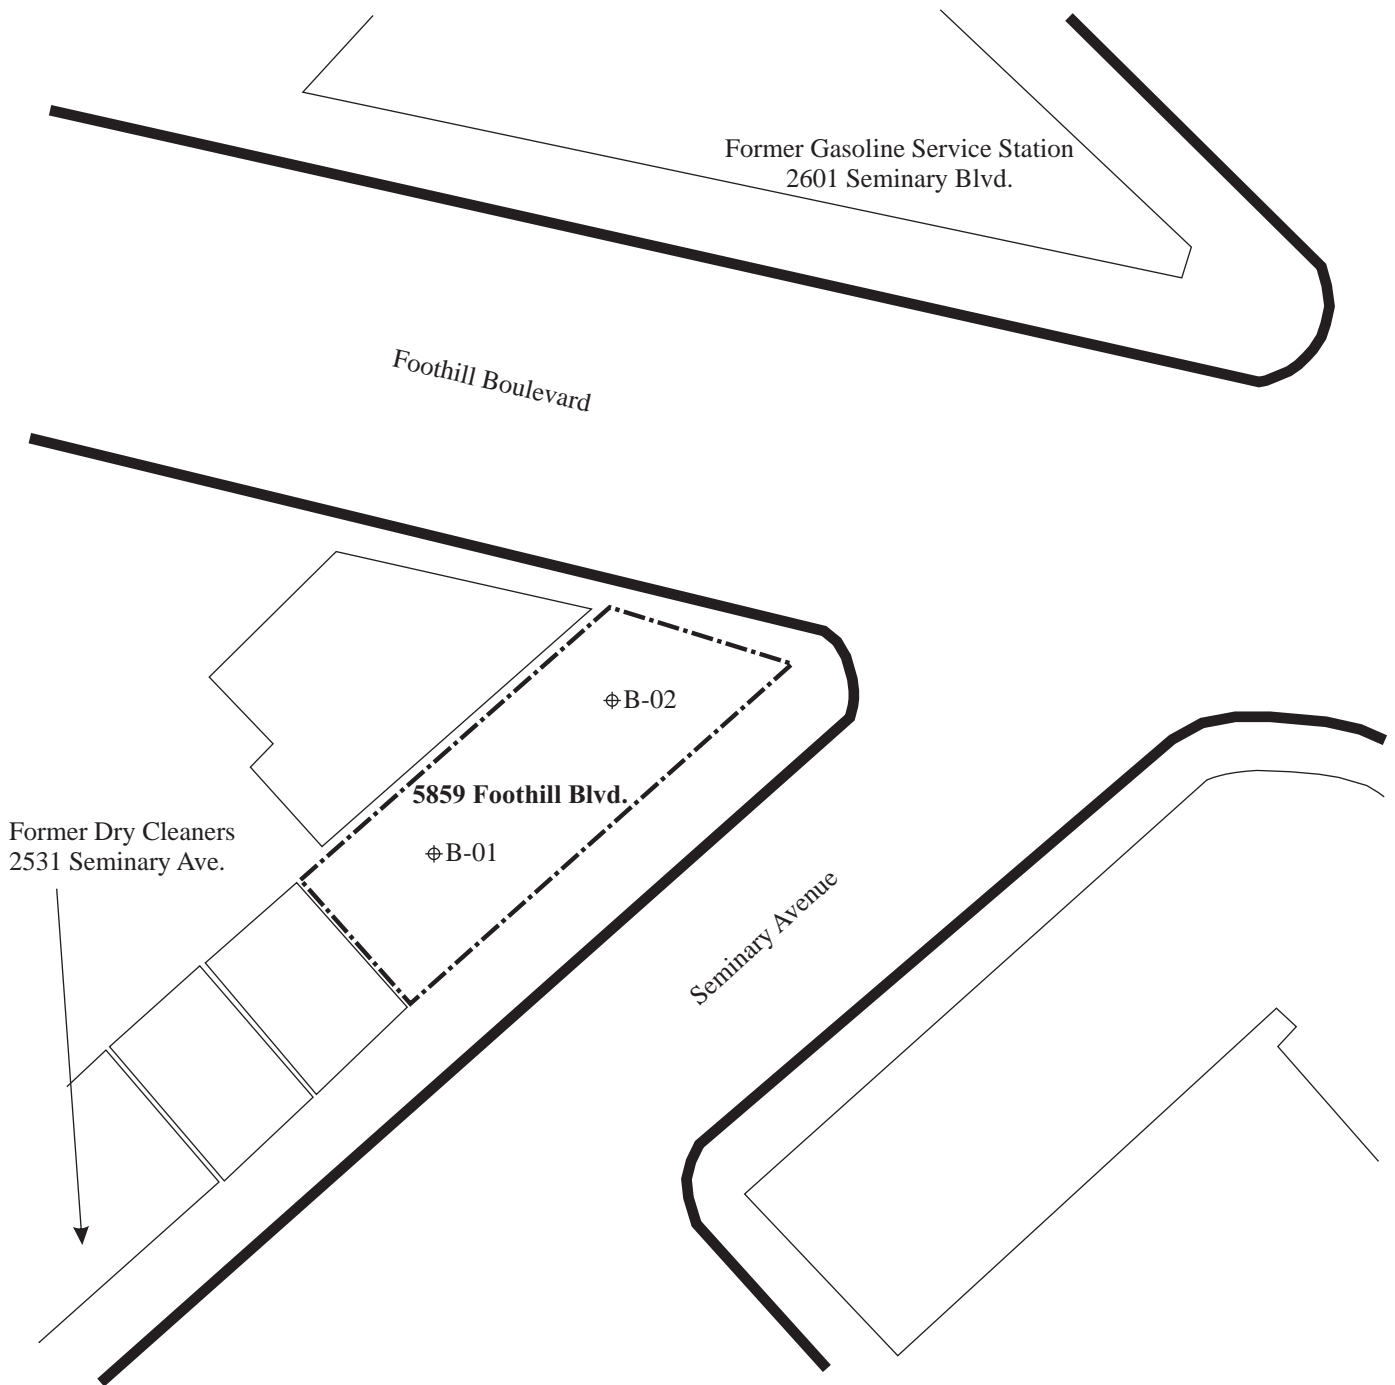 Former Gasoline Service Station
2601 Seminary Blvd.
Foothill Boulevard
B-02
5859 Foothill Blvd.
Former Dry Cleaners
2531 Seminary Ave.
B-01
Seminary Avenue